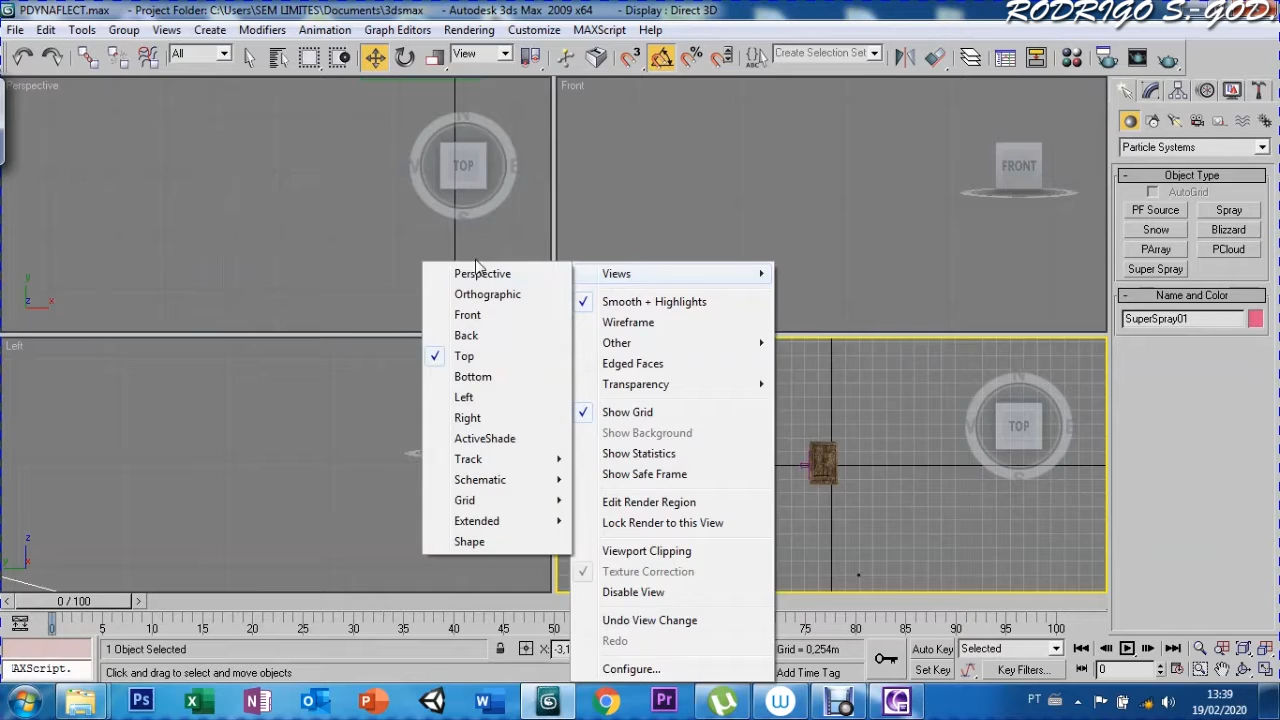 PDYNAFLECT.max - Project Folder: C:\Users\SEM LIMITES\Documents\3dsmax - Autodesk 3ds Max 2009 x64 - Display : Direct 3D
RODRIGO S.-GOD
File Edit Tools Group Views Create Modifiers Animation Graph Editors Rendering Customize MAXScript Help
All View 3 % ABC Create Selection Set
Perspective
Front
TOP
N
S
FRONT
Particle Systems
- Object Type
AutoGrid
PF Source Spray
Snow Blizzard
PArray PCloud
Super Spray
- Name and Color
SuperSpray01
y
z x
Left
Perspective
Orthographic
Front
Back
Top
Bottom
Left
Right
ActiveShade
Track
Schematic
Grid
Extended
Shape
Views
Smooth + Highlights
Wireframe
Other
Edged Faces
Transparency
Show Grid
Show Background
Show Statistics
Show Safe Frame
Edit Render Region
Lock Render to this View
Viewport Clipping
Texture Correction
Disable View
Undo View Change
Redo
Configure...
TOP
N
S
z
y x
0 / 100
0 5 10 15 20 25 30 35 40 45 50 75 80 85 90 95 100
1 Object Selected X: -3,1 Grid = 0,254m Auto Key Selected
AXScript. Click and drag to select and move objects Add Time Tag Set Key Key Filters... 0
Ps Pr PT 13:39
19/02/2020